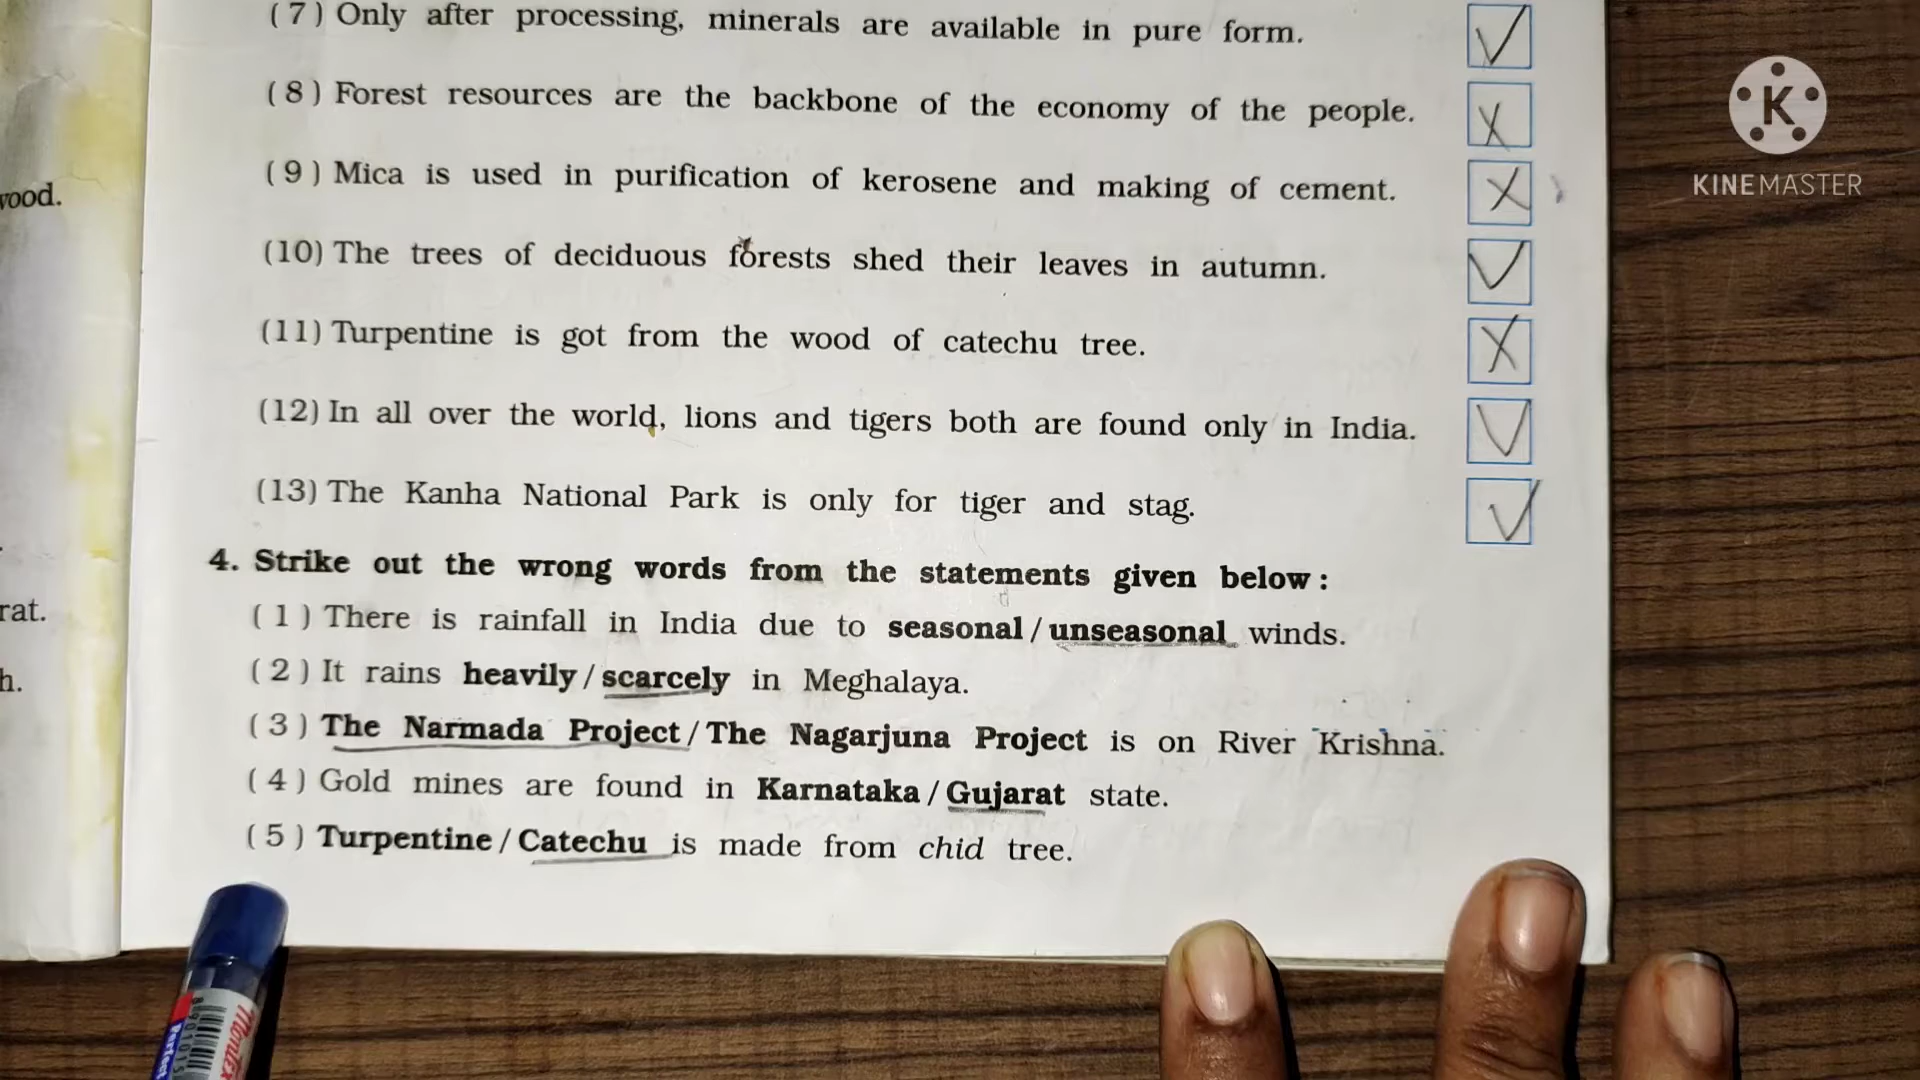 (7) Only after processing, minerals are available in pure form. ✓
(8) Forest resources are the backbone of the economy of the people. X
wood.
(9) Mica is used in purification of kerosene and making of cement. X
(10) The trees of deciduous forests shed their leaves in autumn. ✓
(11) Turpentine is got from the wood of catechu tree. X
(12) In all over the world, lions and tigers both are found only in India. ✓
(13) The Kanha National Park is only for tiger and stag. ✓
4. Strike out the wrong words from the statements given below :
rat.
(1) There is rainfall in India due to seasonal / unseasonal winds.
h.
(2) It rains heavily / scarcely in Meghalaya.
(3) The Narmada Project / The Nagarjuna Project is on River Krishna.
(4) Gold mines are found in Karnataka / Gujarat state.
(5) Turpentine / Catechu is made from chid tree.
K
KINEMASTER
Montex